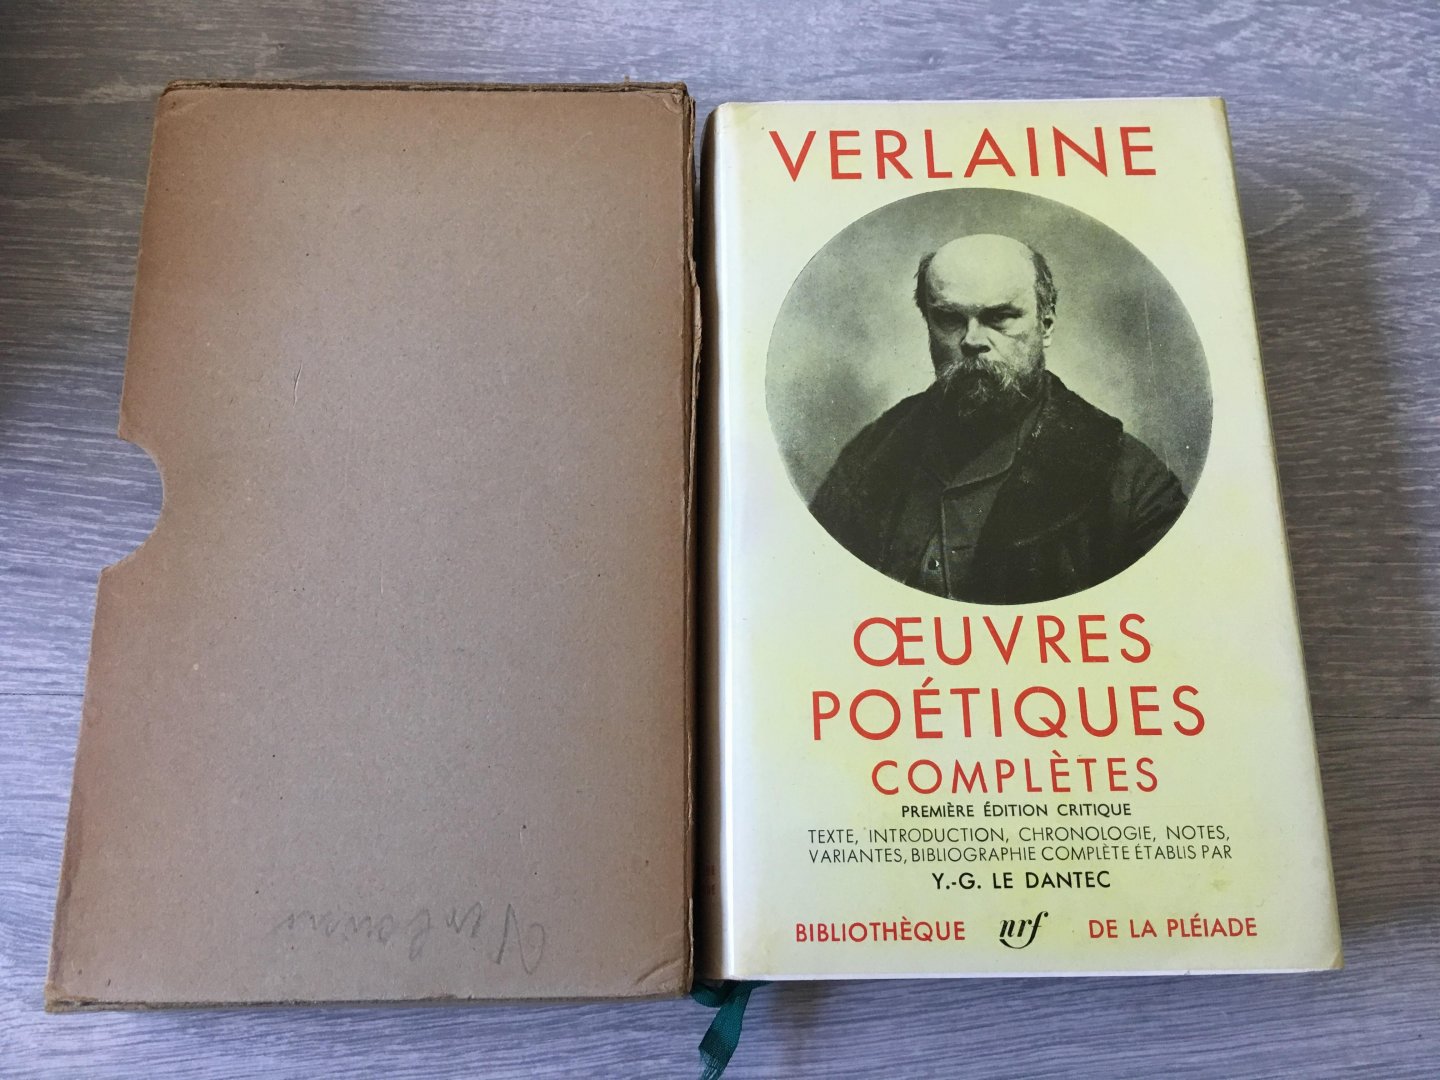 VERLAINE
ŒUVRES
POÉTIQUES
COMPLÈTES
PREMIÈRE ÉDITION CRITIQUE
TEXTE, INTRODUCTION, CHRONOLOGIE, NOTES,
VARIANTES, BIBLIOGRAPHIE COMPLÈTE ÉTABLIS PAR
Y.-G. LE DANTEC
BIBLIOTHÈQUE nrf DE LA PLÉIADE
Verlaine